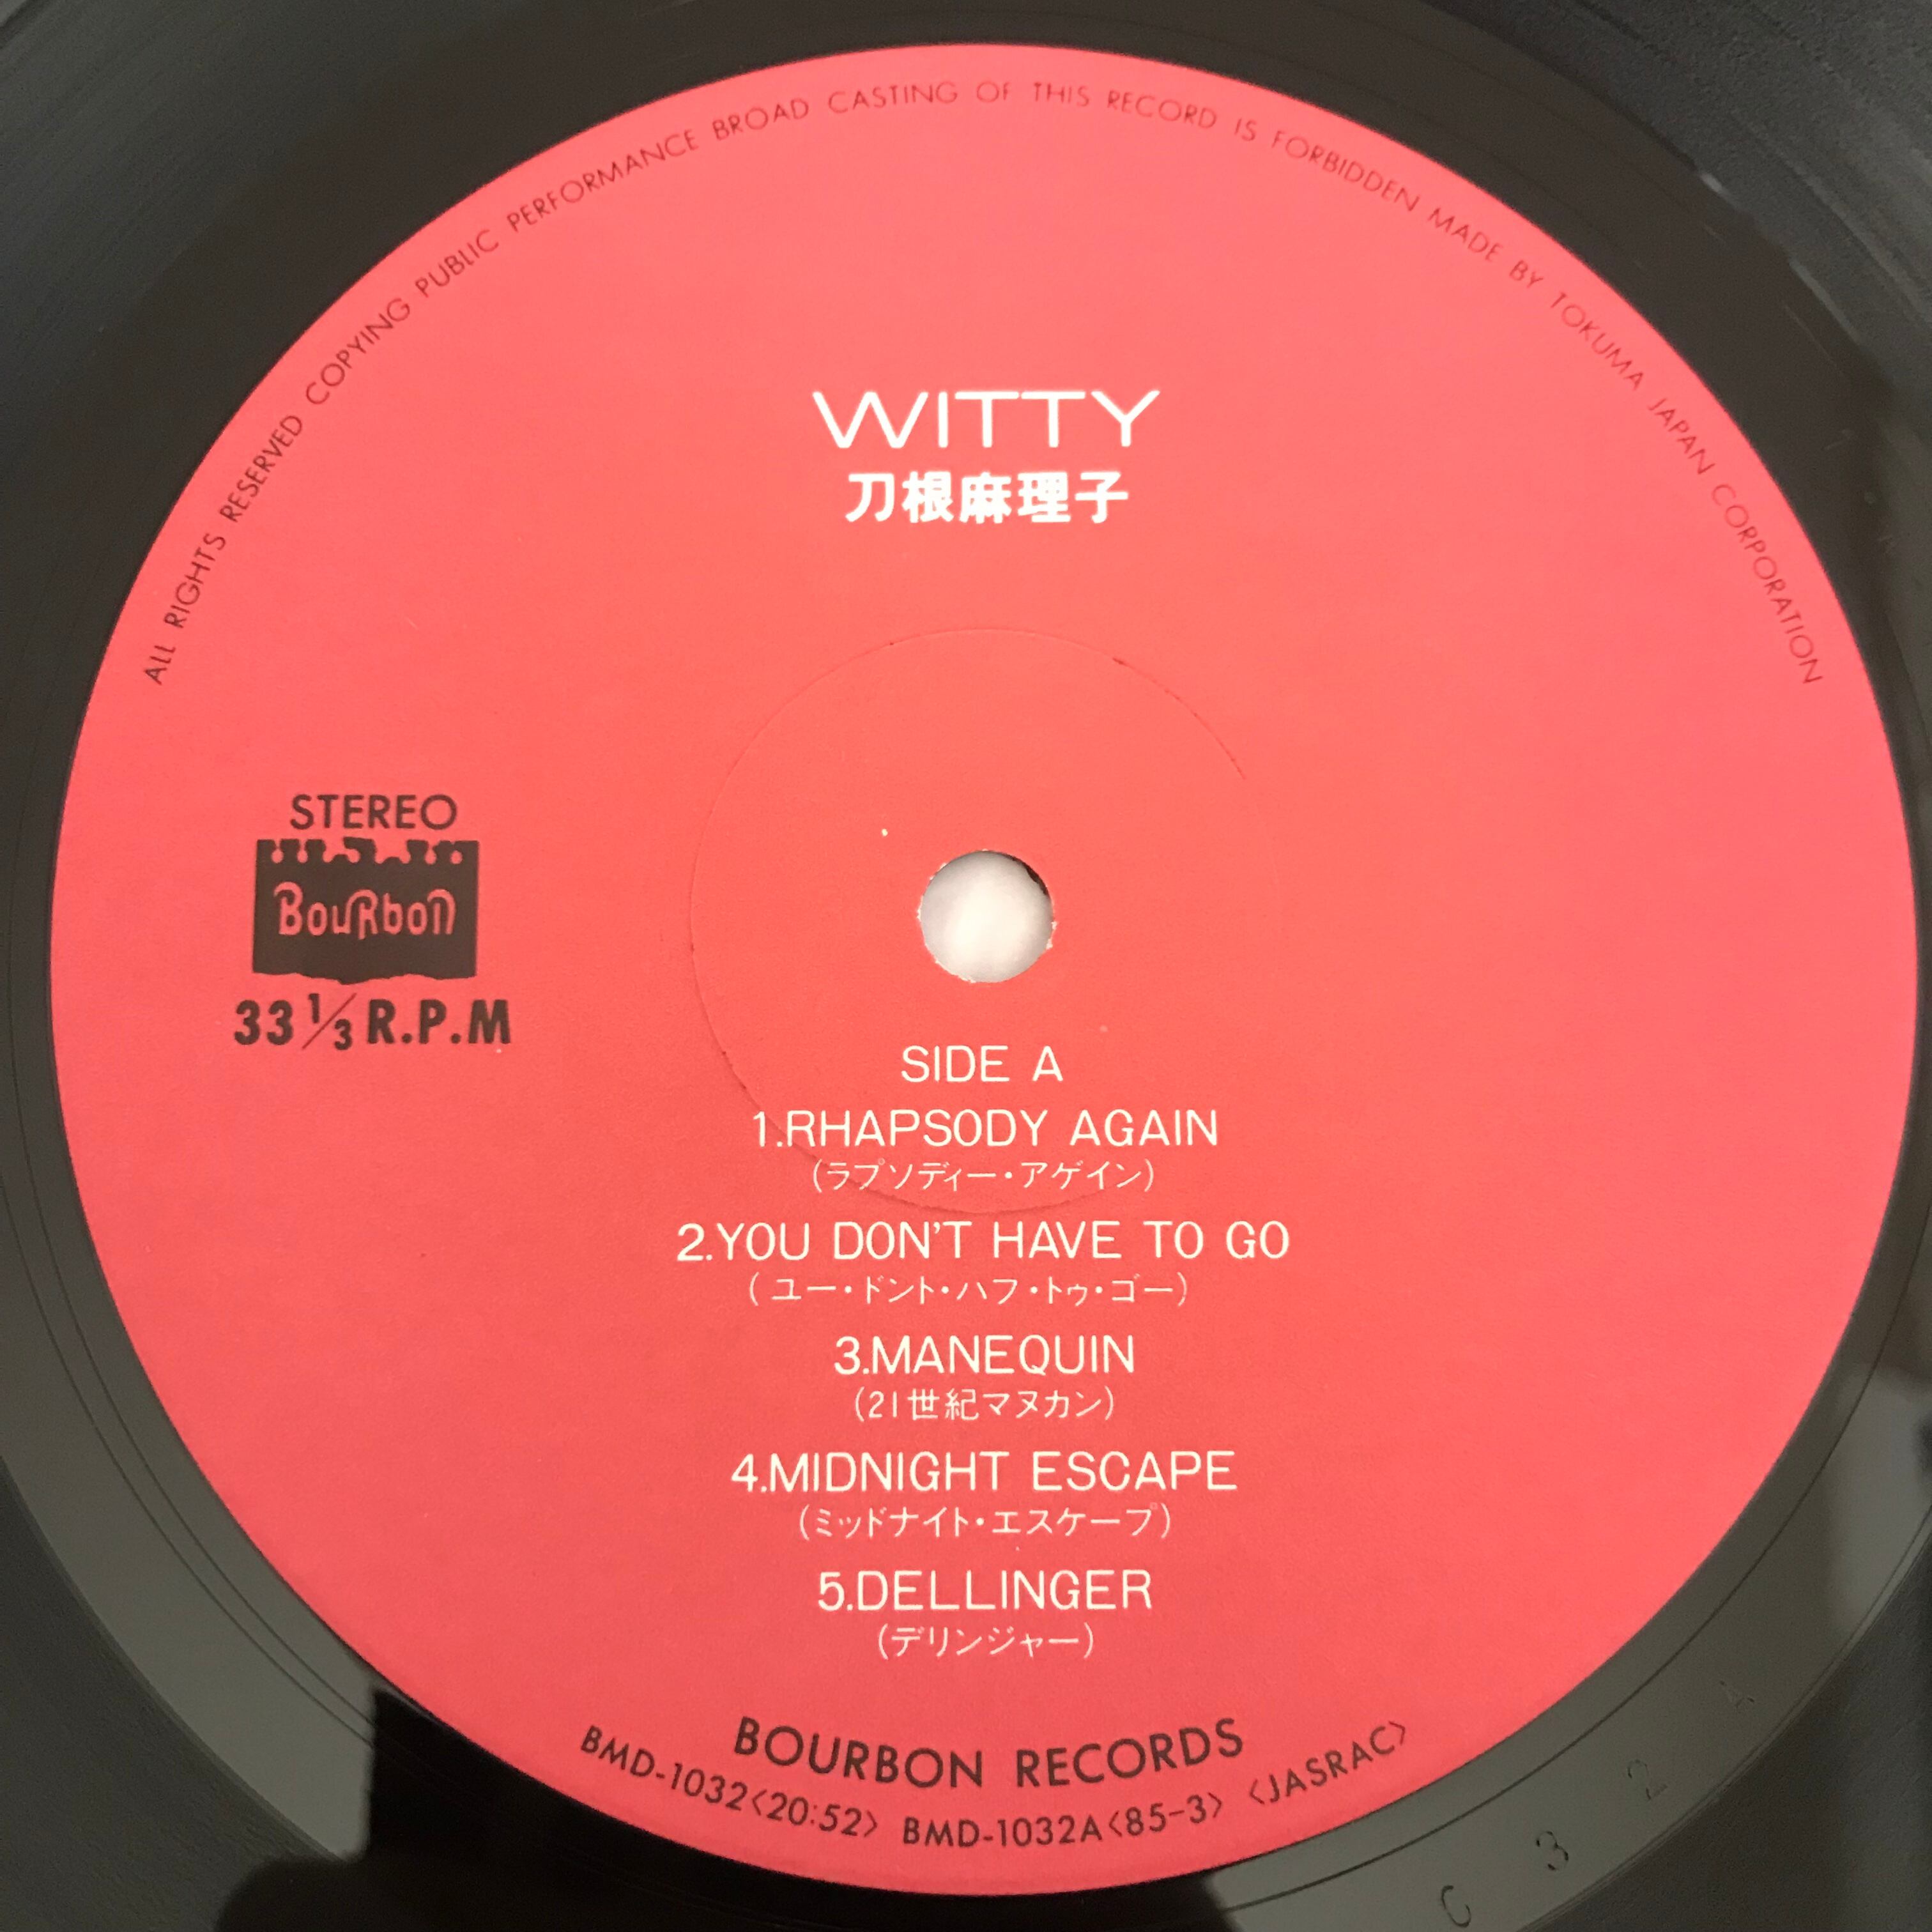 ALL RIGHTS RESERVED COPYING PUBLIC PERFORMANCE BROAD CASTING OF THIS RECORD IS FORBIDDEN MADE BY TOKUMA JAPAN CORPORATION
WITTY
刀根麻理子
STEREO
BouRbon
33 1/3 R.P.M
SIDE A
1.RHAPSODY AGAIN
(ラプソディー・アゲイン)
2.YOU DON'T HAVE TO GO
(ユー・ドント・ハフ・トゥ・ゴー)
3.MANEQUIN
(21世紀マヌカン)
4.MIDNIGHT ESCAPE
(ミッドナイト・エスケープ)
5.DELLINGER
(デリンジャー)
BOURBON RECORDS
BMD-1032〈20:52〉 BMD-1032A〈85-3〉 〈JASRAC〉
C 3 2 A